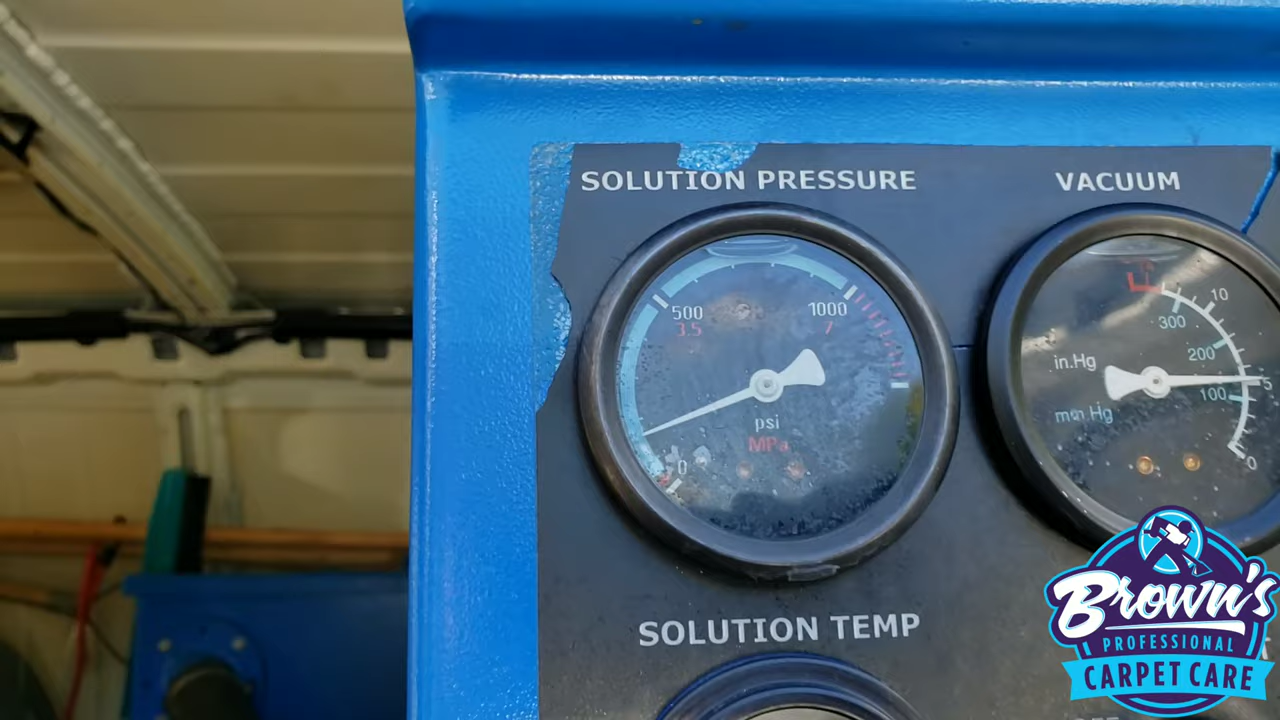 SOLUTION PRESSURE
500
3.5
1000
7
psi
MPa
0
VACUUM
10
300
200
in.Hg
5
100
mm.Hg
0
SOLUTION TEMP
Brown's
PROFESSIONAL
CARPET CARE